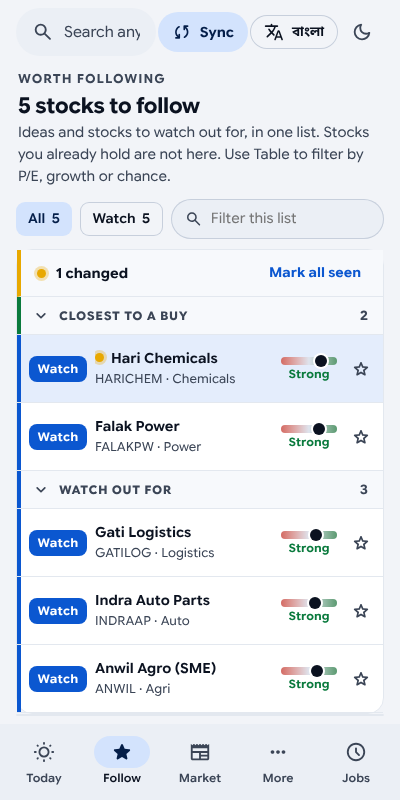 Search any
Sync
বাংলা
WORTH FOLLOWING
5 stocks to follow
Ideas and stocks to watch out for, in one list. Stocks
you already hold are not here. Use Table to filter by
P/E, growth or chance.
All 5
Watch 5
Filter this list
1 changed
Mark all seen
CLOSEST TO A BUY
2
Watch
Hari Chemicals
HARICHEM · Chemicals
Strong
Watch
Falak Power
FALAKPW · Power
Strong
WATCH OUT FOR
3
Watch
Gati Logistics
GATILOG · Logistics
Strong
Watch
Indra Auto Parts
INDRAAP · Auto
Strong
Watch
Anwil Agro (SME)
ANWIL · Agri
Strong
Today
Follow
Market
More
Jobs